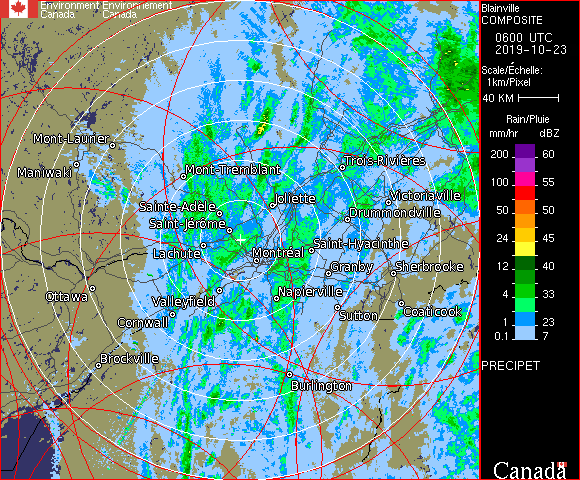 Environment Environnement
Canada Canada
Blainville
COMPOSITE
0600 UTC
2019-10-23
Scale/Échelle:
1km/Pixel
40 KM
Rain/Pluie
mm/hr dBZ
200 60
100 55
50 50
24 45
12 40
4 33
1 23
0.1 7
PRECIPET
Canada
Mont-Laurier
Maniwaki
Mont-Tremblant
Trois-Rivières
Sainte-Adèle
Joliette
Victoriaville
Drummondville
Saint-Jérôme
Lachute
Montréal
Saint-Hyacinthe
Granby
Sherbrooke
Ottawa
Valleyfield
Napierville
Cornwall
Sutton
Coaticook
Brockville
Burlington